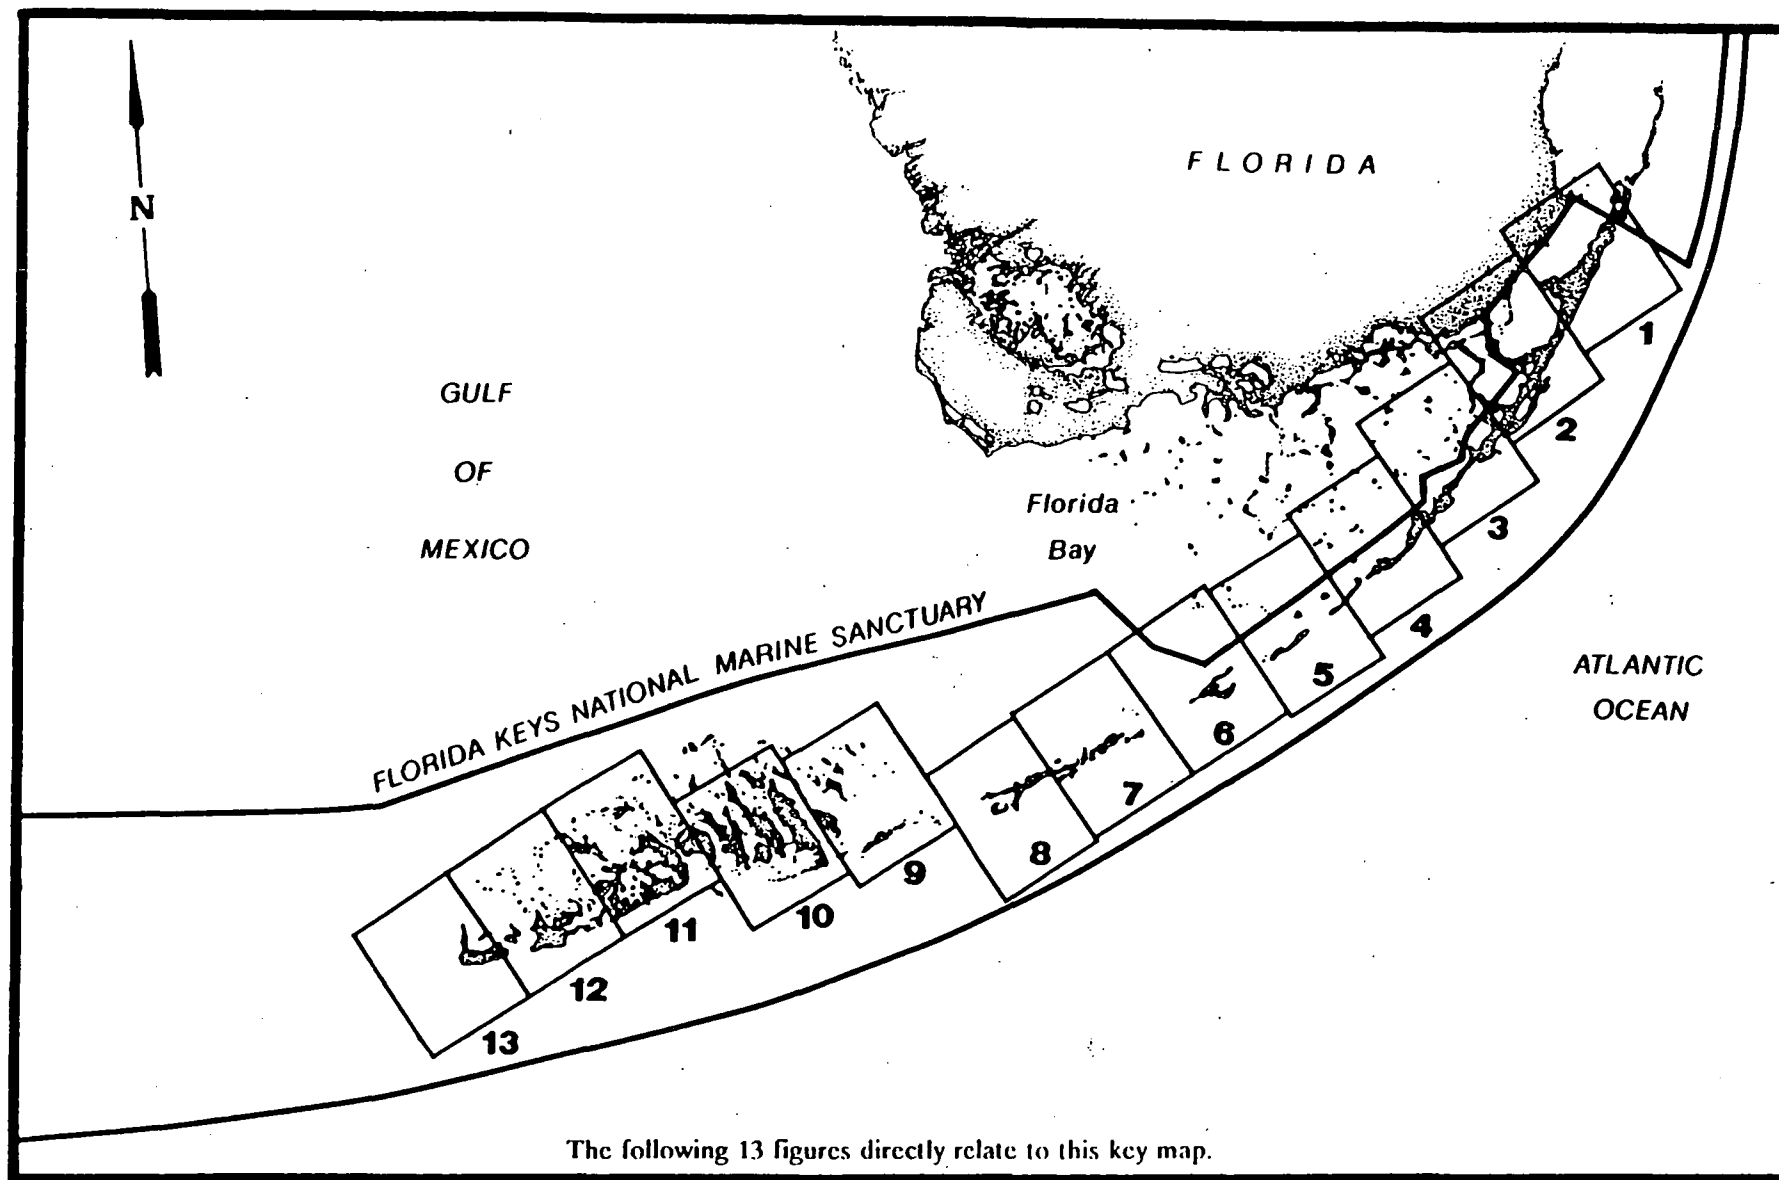 N
FLORIDA
GULF
OF
MEXICO
Florida
Bay
FLORIDA KEYS NATIONAL MARINE SANCTUARY
ATLANTIC
OCEAN
1
2
3
4
5
6
7
8
9
10
11
12
13
The following 13 figures directly relate to this key map.